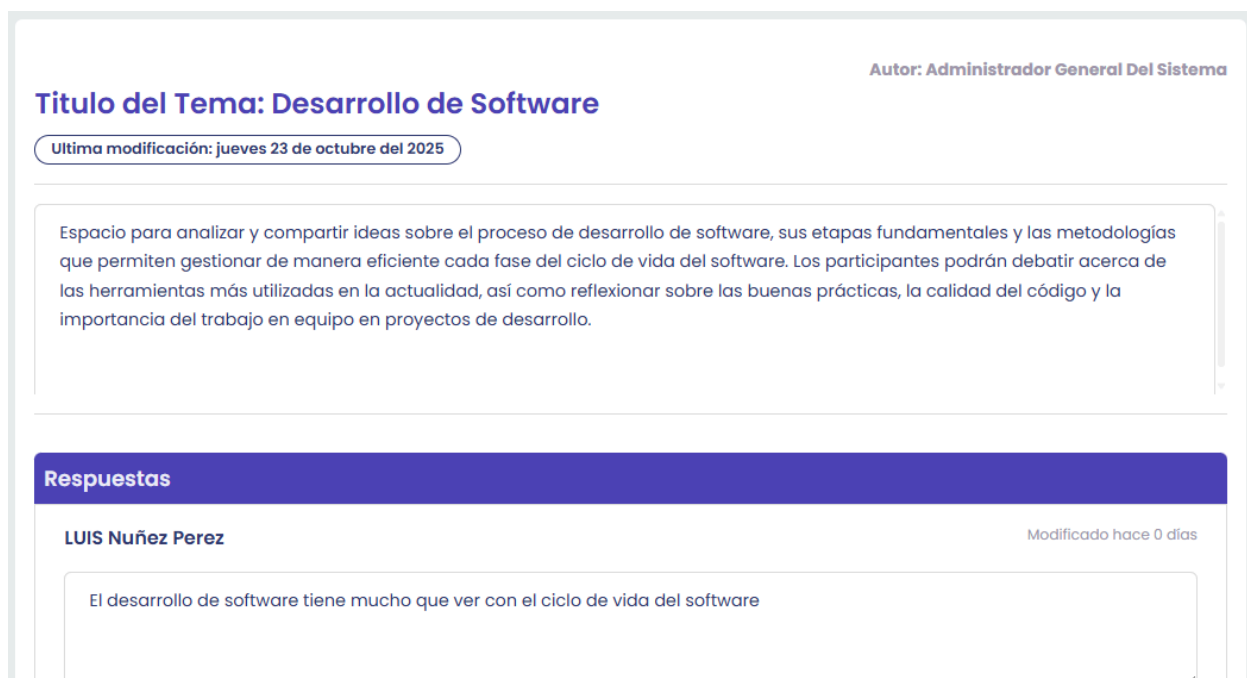 Autor: Administrador General Del Sistema
Titulo del Tema: Desarrollo de Software
Ultima modificación: jueves 23 de octubre del 2025
Espacio para analizar y compartir ideas sobre el proceso de desarrollo de software, sus etapas fundamentales y las metodologías
que permiten gestionar de manera eficiente cada fase del ciclo de vida del software. Los participantes podrán debatir acerca de
las herramientas más utilizadas en la actualidad, así como reflexionar sobre las buenas prácticas, la calidad del código y la
importancia del trabajo en equipo en proyectos de desarrollo.
Respuestas
LUIS Nuñez Perez
Modificado hace 0 días
El desarrollo de software tiene mucho que ver con el ciclo de vida del software